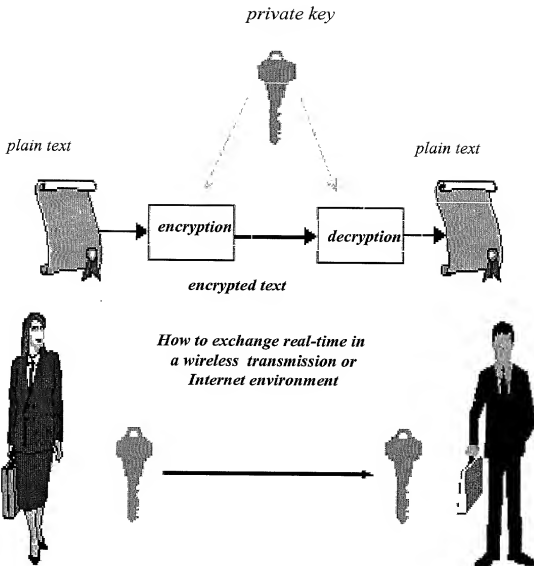 private key
plain text
plain text
encryption
decryption
encrypted text
How to exchange real-time in
a wireless transmission or
Internet environment